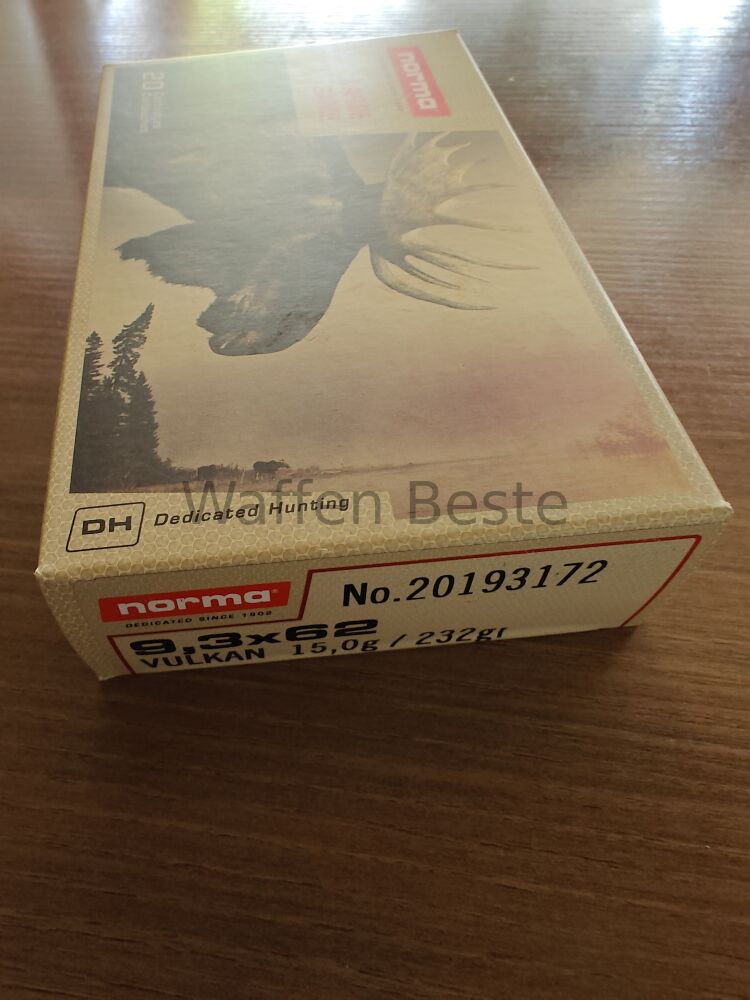 norma
20
DH Dedicated Hunting
Waffen Beste
norma
DEDICATED SINCE 1902
No.20193172
9,3x62
VULKAN 15,0g / 232gr